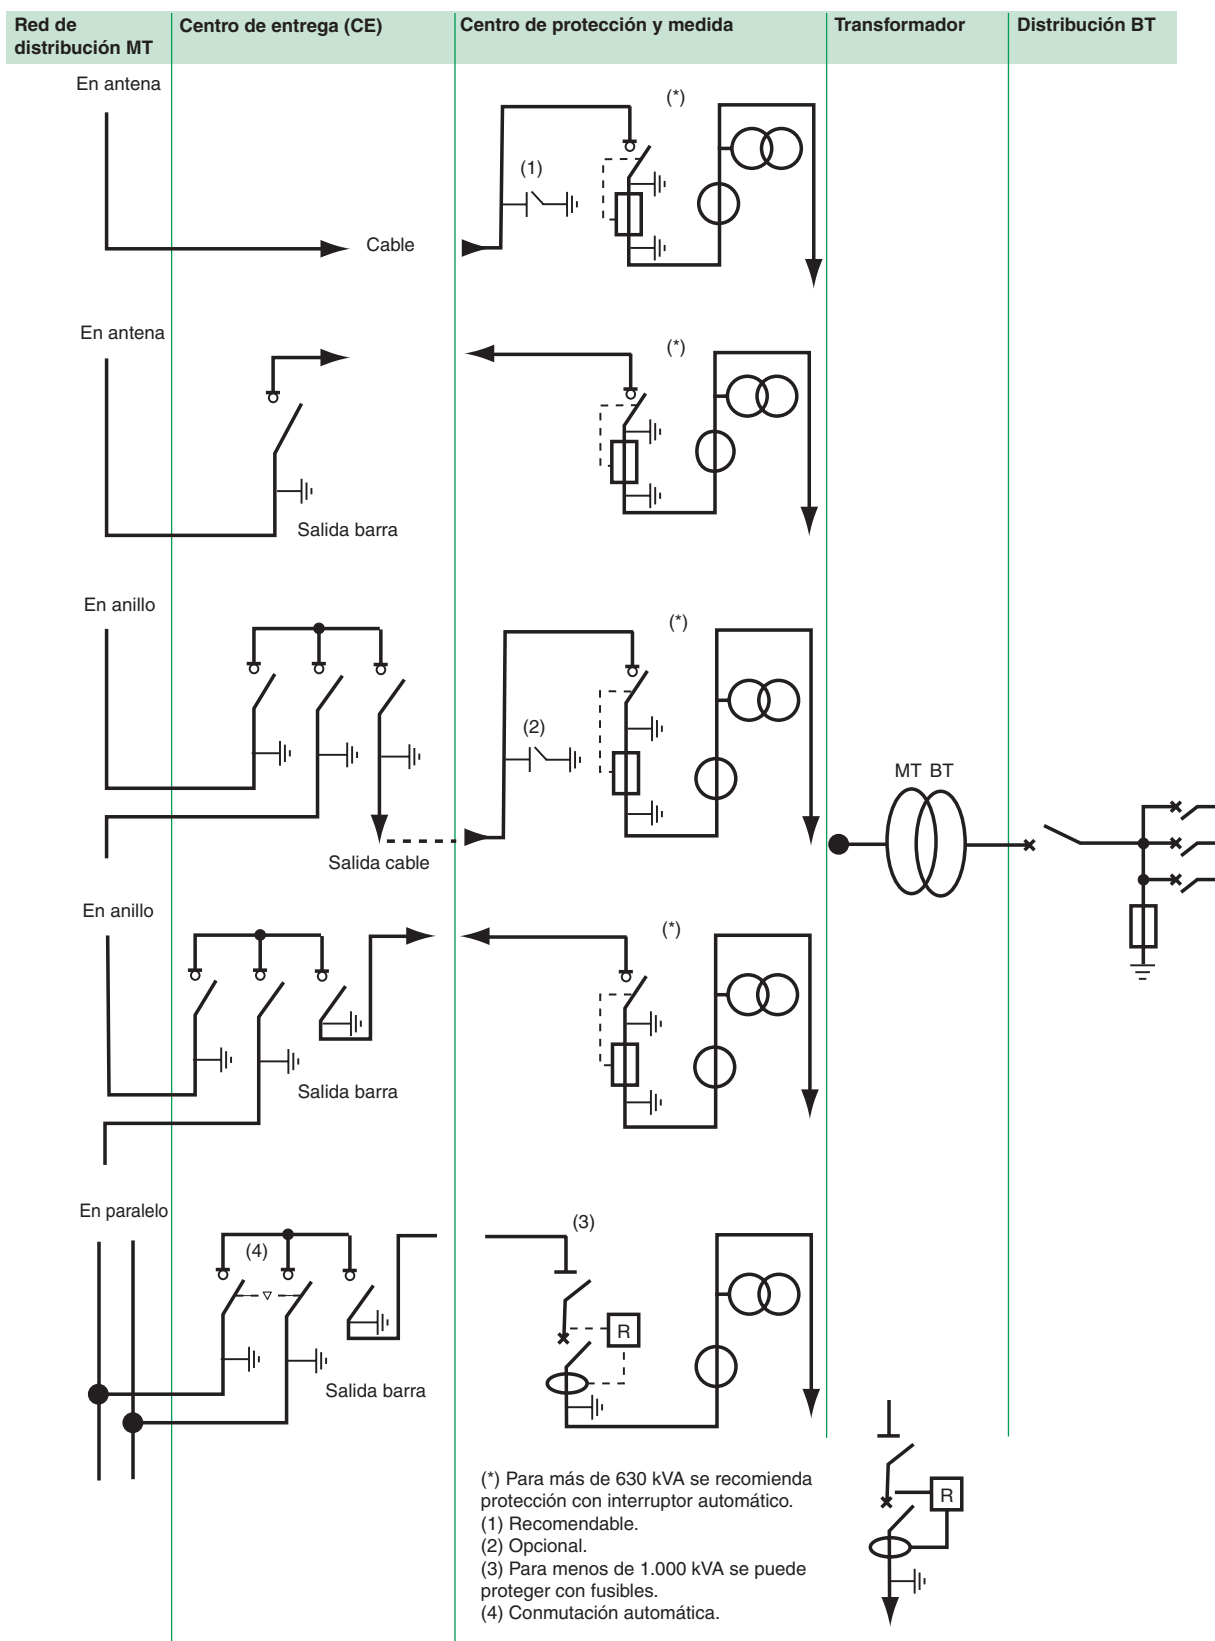 Red de
distribución MT
Centro de entrega (CE)
Centro de protección y medida
Transformador
Distribución BT
En antena
(*)
(1)
Cable
En antena
(*)
Salida barra
En anillo
(*)
(2)
MT BT
Salida cable
En anillo
(*)
Salida barra
En paralelo
(4)
(3)
R
Salida barra
(*) Para más de 630 kVA se recomienda
protección con interruptor automático.
(1) Recomendable.
(2) Opcional.
(3) Para menos de 1.000 kVA se puede
proteger con fusibles.
(4) Conmutación automática.
R